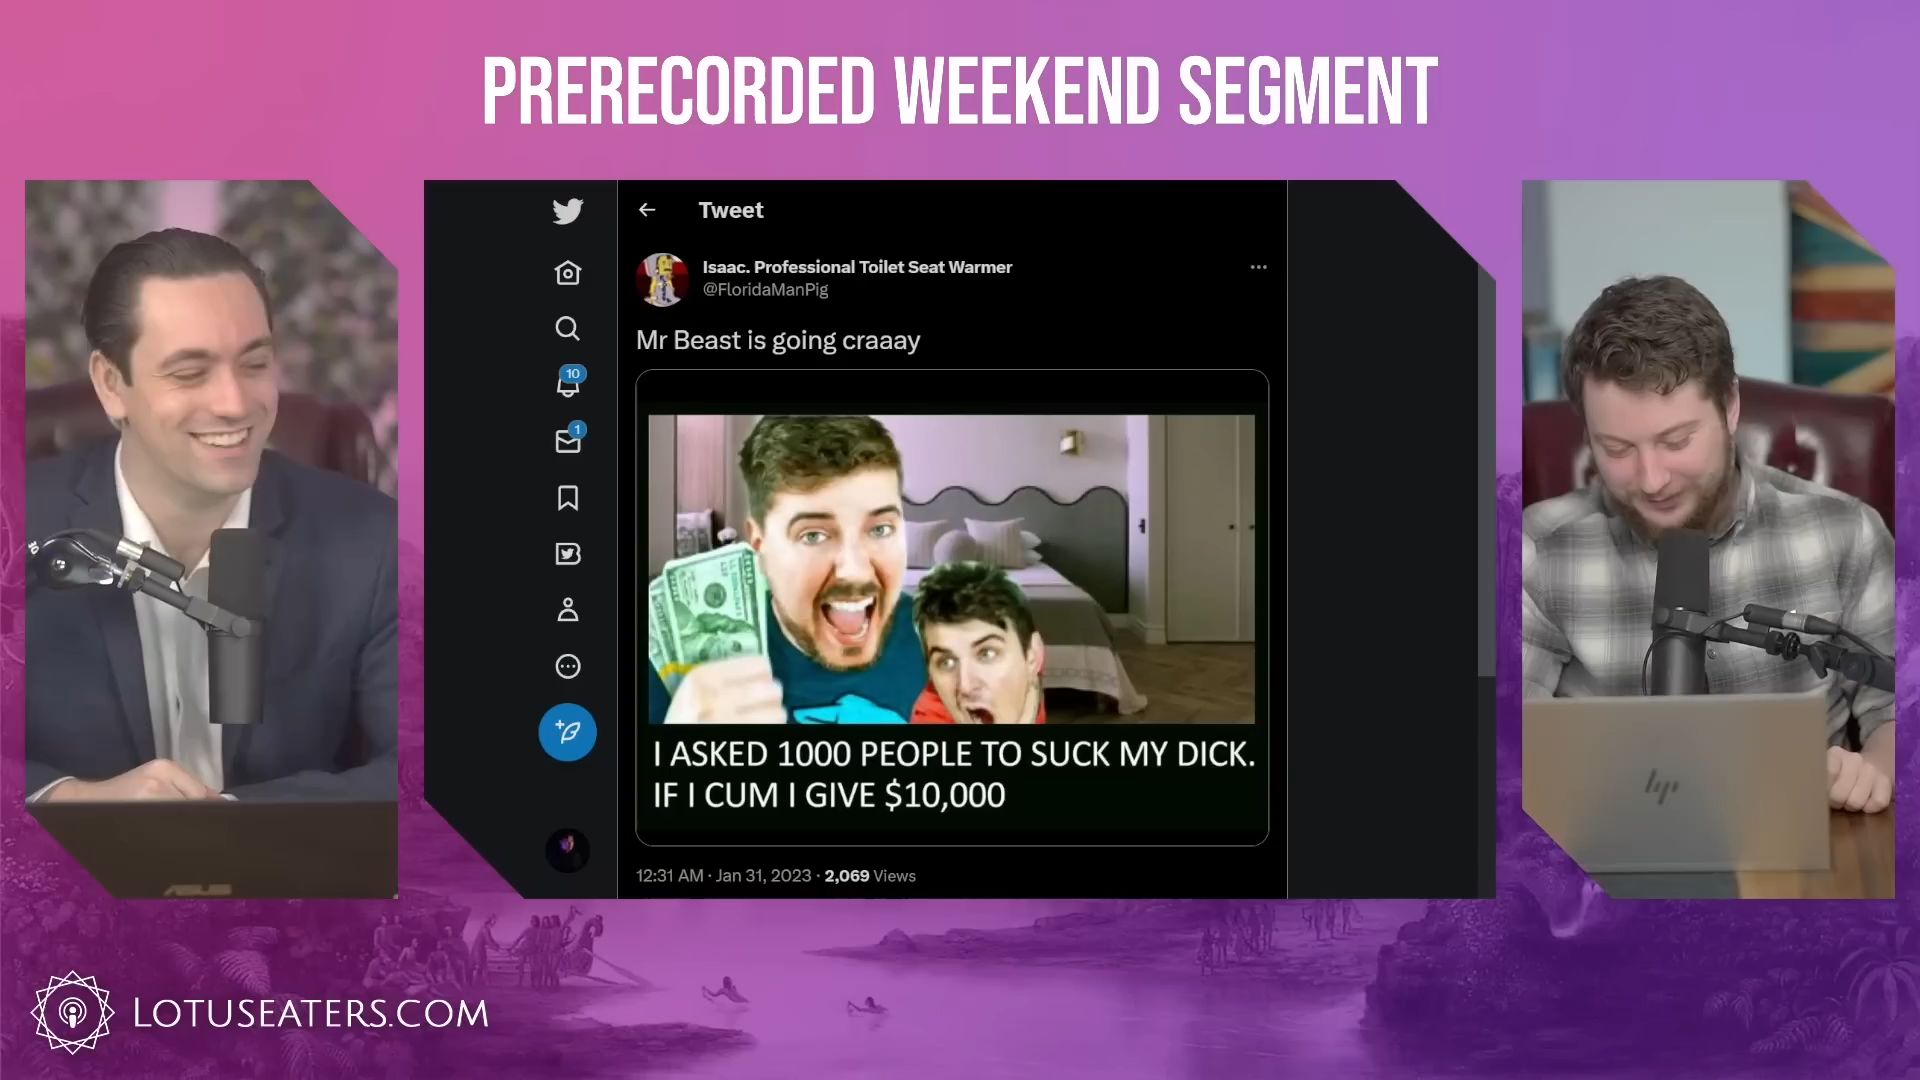 PRERECORDED WEEKEND SEGMENT
Tweet
Isaac. Professional Toilet Seat Warmer
@FloridaManPig
Mr Beast is going craaay
10
1
I ASKED 1000 PEOPLE TO SUCK MY DICK.
IF I CUM I GIVE $10,000
12:31 AM · Jan 31, 2023 · 2,069 Views
ASUS
hp
LOTUSEATERS.COM